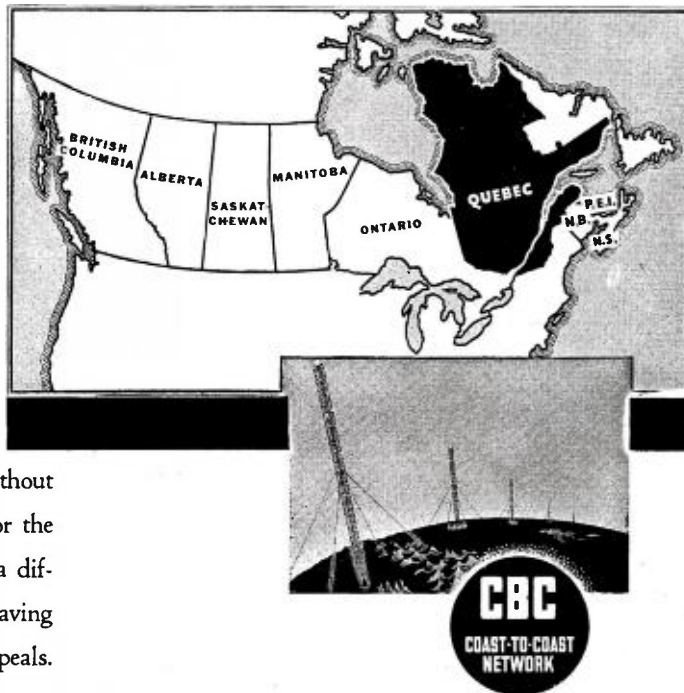 BRITISH
COLUMBIA
ALBERTA
SASKAT-
CHEWAN
MANITOBA
ONTARIO
QUEBEC
P.E.I.
N.B.
N.S.
thout
or the
a dif-
aving
peals.
CBC
COAST-TO-COAST
NETWORK